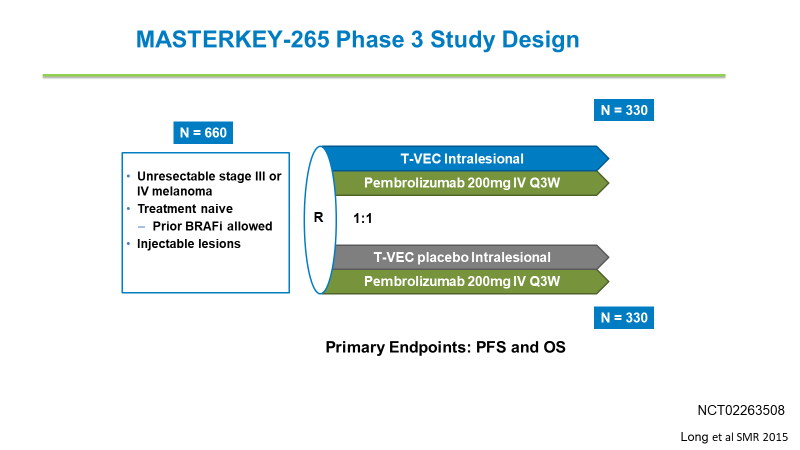 MASTERKEY-265 Phase 3 Study Design
N = 330
N = 660
• Unresectable stage III or
IV melanoma
• Treatment naive
– Prior BRAFi allowed
• Injectable lesions
R
1:1
T-VEC Intralesional
Pembrolizumab 200mg IV Q3W
T-VEC placebo Intralesional
Pembrolizumab 200mg IV Q3W
N = 330
Primary Endpoints: PFS and OS
NCT02263508
Long et al SMR 2015